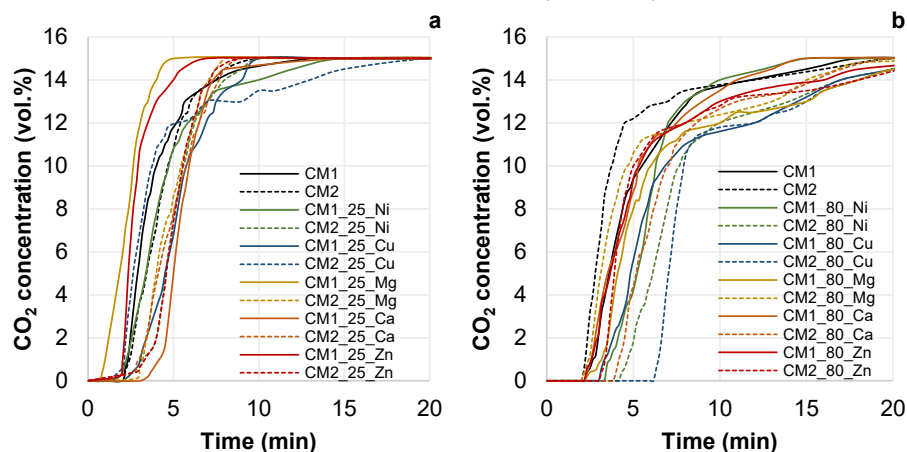 a
CO₂ concentration (vol.%)
16
14
12
10
8
6
4
2
0
0 5 10 15 20
Time (min)
CM1
CM2
CM1_25_Ni
CM2_25_Ni
CM1_25_Cu
CM2_25_Cu
CM1_25_Mg
CM2_25_Mg
CM1_25_Ca
CM2_25_Ca
CM1_25_Zn
CM2_25_Zn
b
CO₂ concentration (vol.%)
16
14
12
10
8
6
4
2
0
0 5 10 15 20
Time (min)
CM1
CM2
CM1_80_Ni
CM2_80_Ni
CM1_80_Cu
CM2_80_Cu
CM1_80_Mg
CM2_80_Mg
CM1_80_Ca
CM2_80_Ca
CM1_80_Zn
CM2_80_Zn